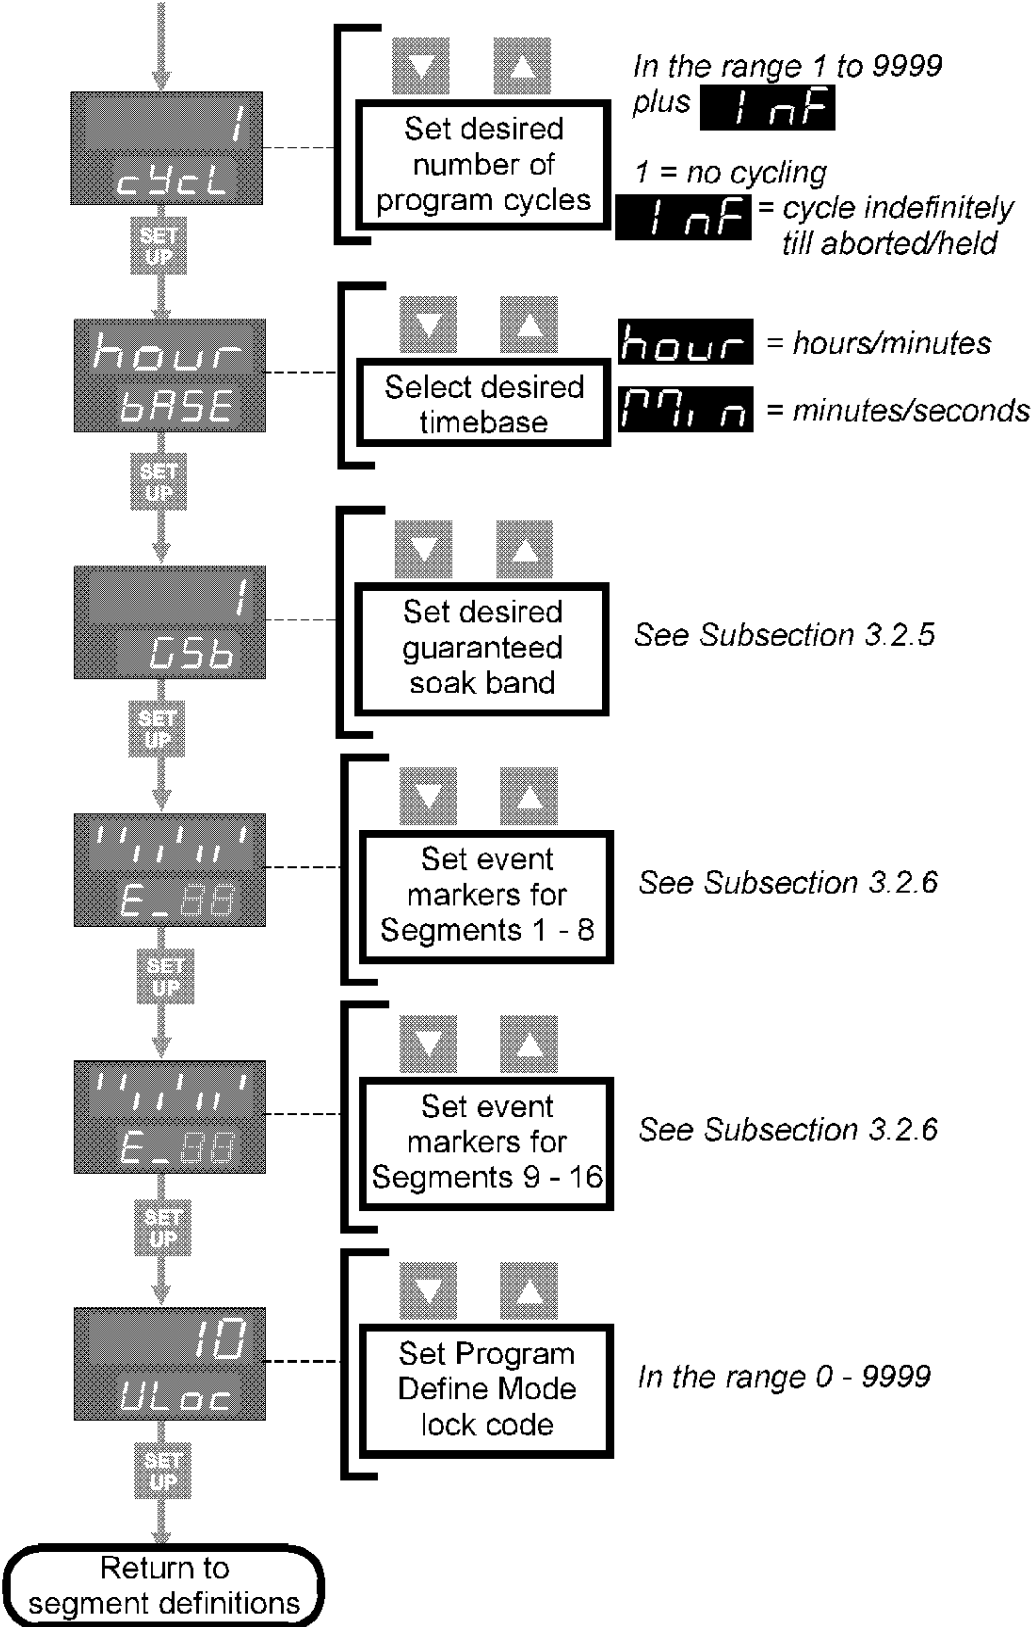 1
cYcL
Set desired
number of
program cycles
In the range 1 to 9999
plus InF
1 = no cycling
InF = cycle indefinitely
till aborted/held
SET
UP
hour
bASE
Select desired
timebase
hour = hours/minutes
Min = minutes/seconds
SET
UP
1
GSb
Set desired
guaranteed
soak band
See Subsection 3.2.5
SET
UP
E_88
Set event
markers for
Segments 1 - 8
See Subsection 3.2.6
SET
UP
E_88
Set event
markers for
Segments 9 - 16
See Subsection 3.2.6
SET
UP
10
ULoc
Set Program
Define Mode
lock code
In the range 0 - 9999
SET
UP
Return to
segment definitions